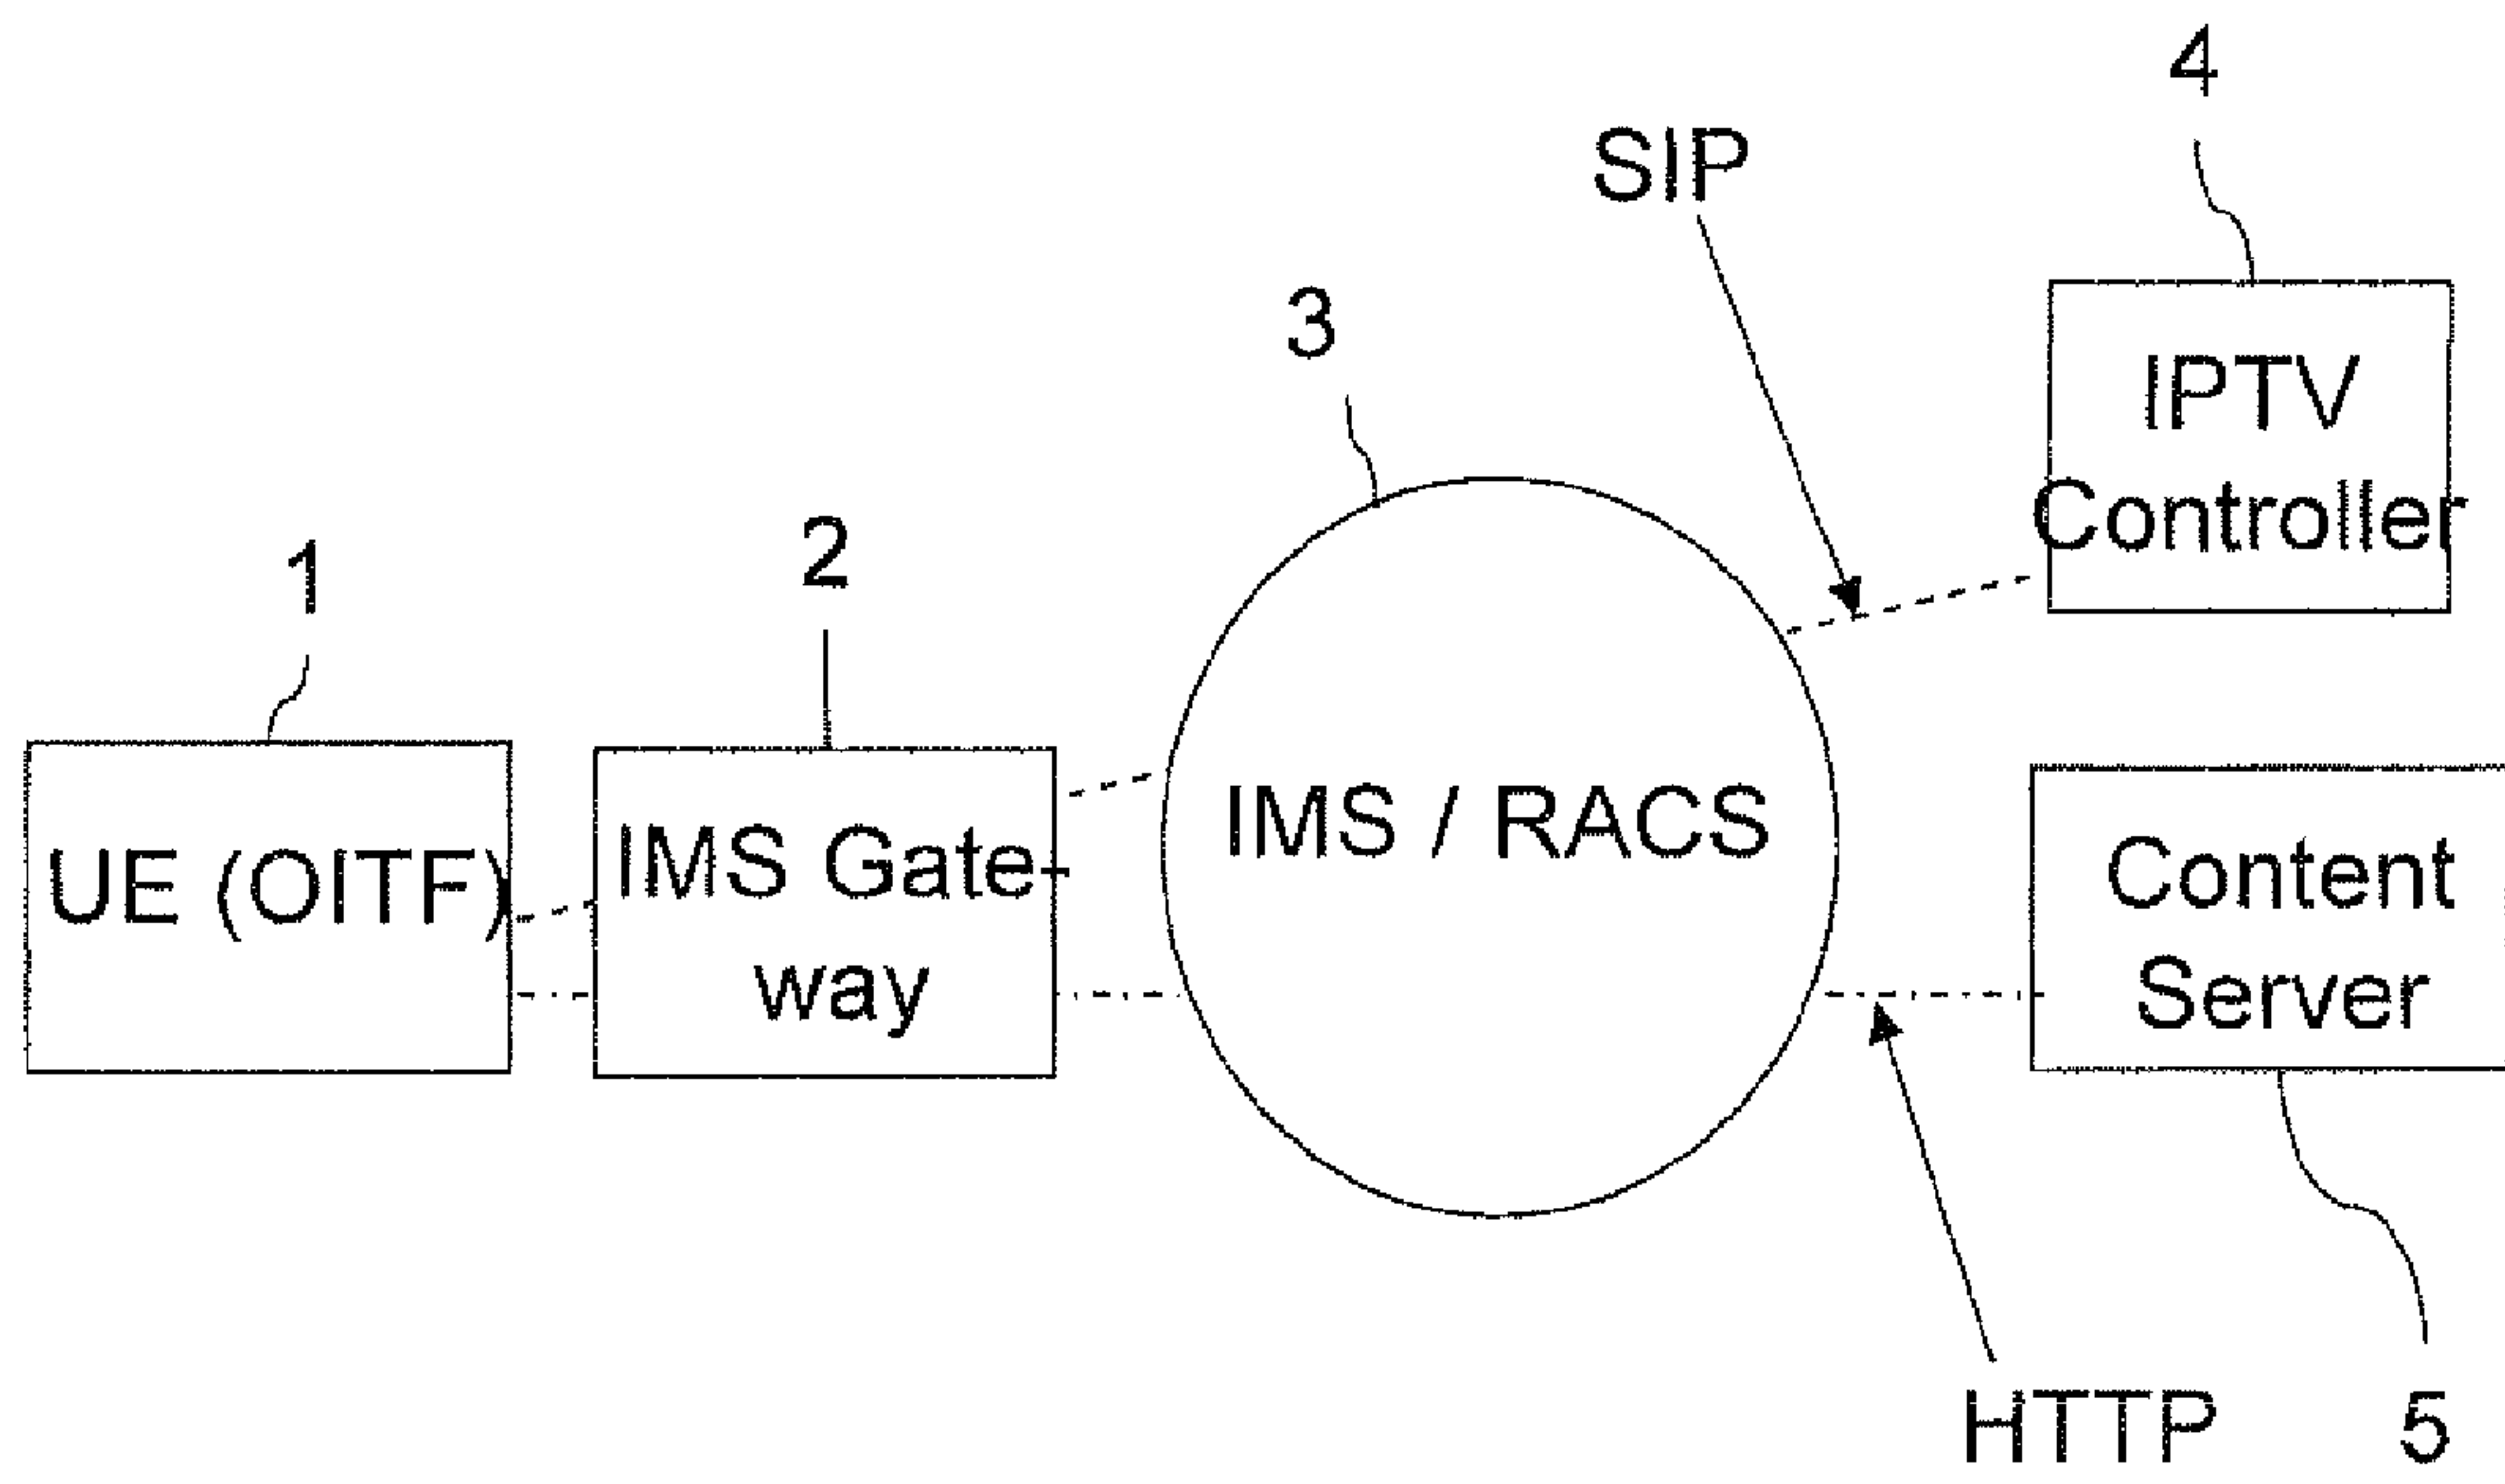 4
SIP
3
IPTV
Controller
2
1
IMS / RACS
UE (OITF)
IMS Gate-
way
Content
Server
HTTP
5